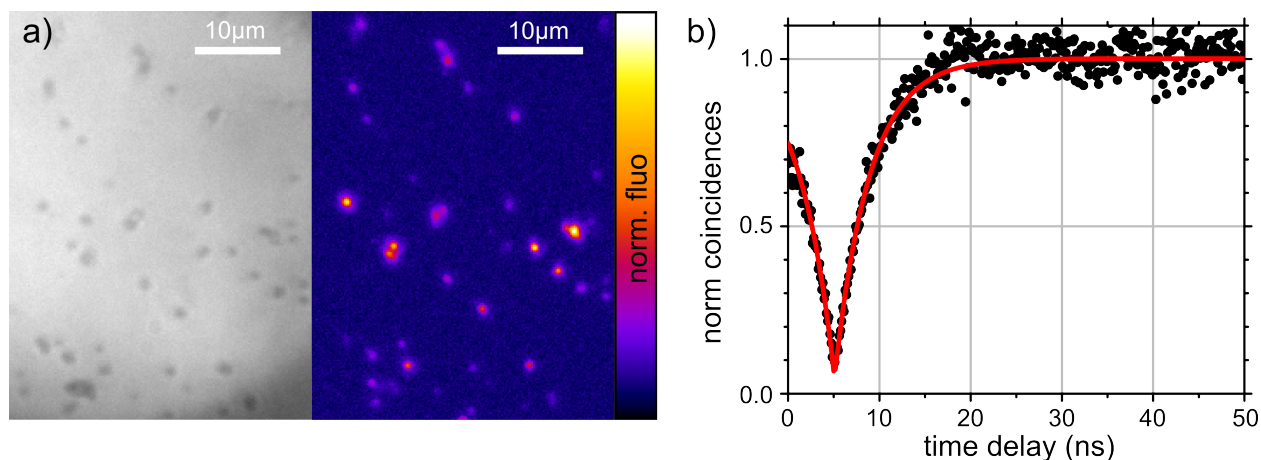 a)
10µm
10µm
norm. fluo
b)
norm coincidences
1.0
0.5
0.0
0 10 20 30 40 50
time delay (ns)